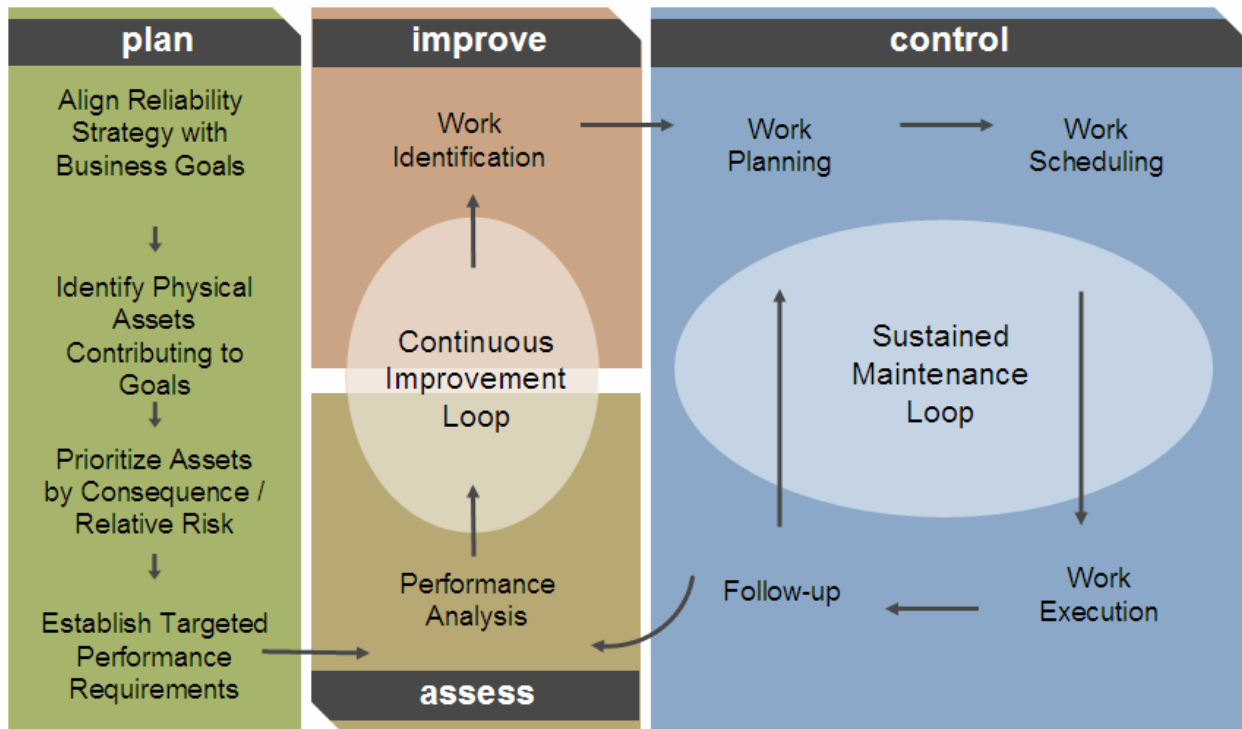 plan
Align Reliability
Strategy with
Business Goals
Identify Physical
Assets
Contributing to
Goals
Prioritize Assets
by Consequence /
Relative Risk
Establish Targeted
Performance
Requirements
improve
Work
Identification
Continuous
Improvement
Loop
Performance
Analysis
assess
control
Work
Planning
Work
Scheduling
Sustained
Maintenance
Loop
Follow-up
Work
Execution